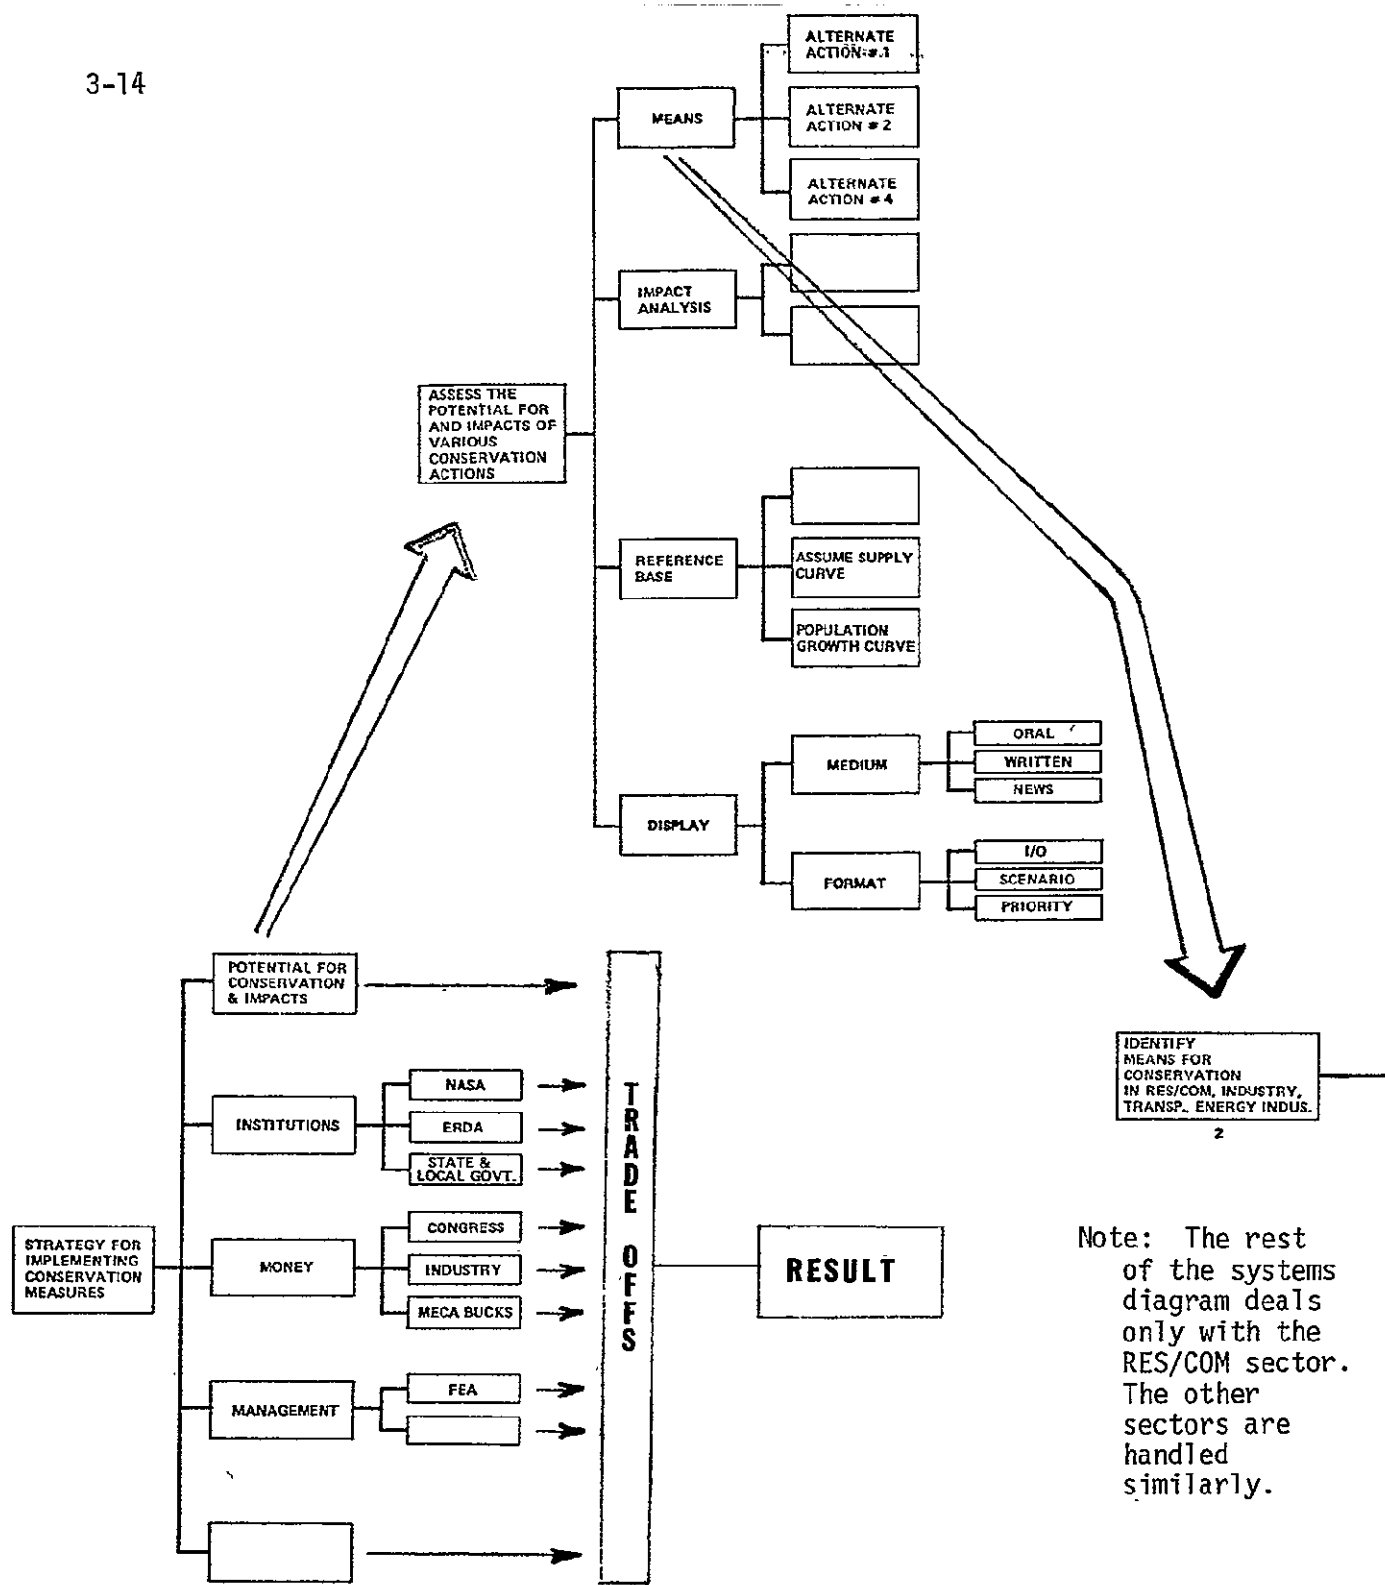 3-14
ALTERNATE
ACTION #.1
MEANS
ALTERNATE
ACTION # 2
ALTERNATE
ACTION # 4
IMPACT
ANALYSIS
ASSESS THE
POTENTIAL FOR
AND IMPACTS OF
VARIOUS
CONSERVATION
ACTIONS
REFERENCE
BASE
ASSUME SUPPLY
CURVE
POPULATION
GROWTH CURVE
DISPLAY
MEDIUM
ORAL
WRITTEN
NEWS
FORMAT
I/O
SCENARIO
PRIORITY
POTENTIAL FOR
CONSERVATION
& IMPACTS
INSTITUTIONS
NASA
ERDA
STATE &
LOCAL GOVT.
STRATEGY FOR
IMPLEMENTING
CONSERVATION
MEASURES
MONEY
CONGRESS
INDUSTRY
MEGA BUCKS
MANAGEMENT
FEA
TRADE OFFS
RESULT
IDENTIFY
MEANS FOR
CONSERVATION
IN RES/COM, INDUSTRY,
TRANSP., ENERGY INDUS.
2
Note: The rest
of the systems
diagram deals
only with the
RES/COM sector.
The other
sectors are
handled
similarly.